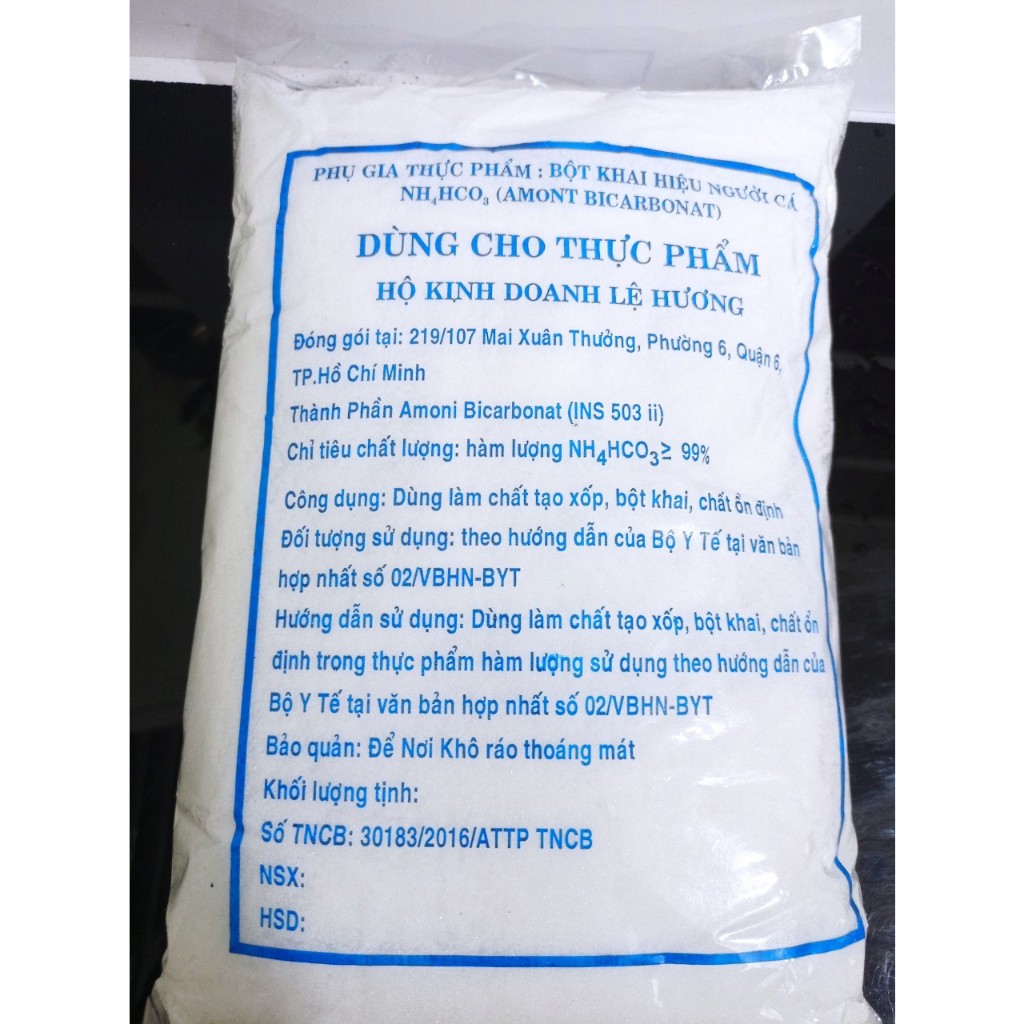 PHỤ GIA THỰC PHẨM : BỘT KHAI HIỆU NGƯỜI CÁ
NH₄HCO₃ (AMONT BICARBONAT)
DÙNG CHO THỰC PHẨM
HỘ KINH DOANH LỆ HƯƠNG
Đóng gói tại: 219/107 Mai Xuân Thưởng, Phường 6, Quận 6,
TP.Hồ Chí Minh
Thành Phần Amoni Bicarbonat (INS 503 ii)
Chỉ tiêu chất lượng: hàm lượng NH₄HCO₃≥ 99%
Công dụng: Dùng làm chất tạo xốp, bột khai, chất ổn định
Đối tượng sử dụng: theo hướng dẫn của Bộ Y Tế tại văn bản
hợp nhất số 02/VBHN-BYT
Hướng dẫn sử dụng: Dùng làm chất tạo xốp, bột khai, chất ổn
định trong thực phẩm hàm lượng sử dụng theo hướng dẫn của
Bộ Y Tế tại văn bản hợp nhất số 02/VBHN-BYT
Bảo quản: Để Nơi Khô ráo thoáng mát
Khối lượng tịnh:
Số TNCB: 30183/2016/ATTP TNCB
NSX:
HSD: